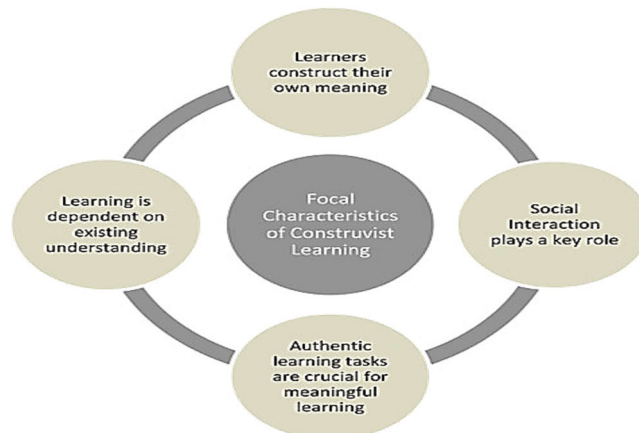 Learners
construct their
own meaning
Learning is
dependent on
existing
understanding
Focal
Characteristics
of Construvist
Learning
Social
Interaction
plays a key role
Authentic
learning tasks
are crucial for
meaningful
learning